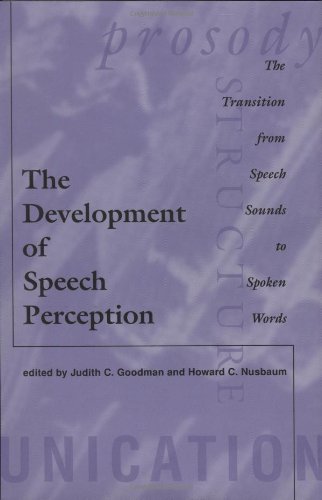 prosody
STRUCTURE
The
Transition
from
Speech
Sounds
to
Spoken
Words
The
Development
of
Speech
Perception
edited by Judith C. Goodman and Howard C. Nusbaum
UNICATION